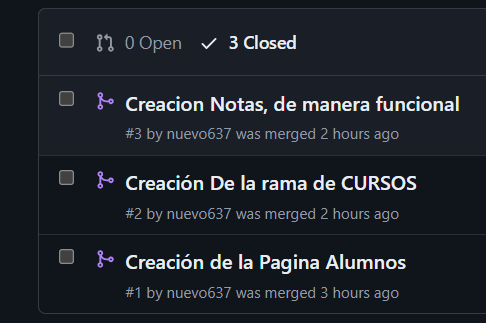 0 Open 3 Closed
Creacion Notas, de manera funcional
#3 by nuevo637 was merged 2 hours ago
Creación De la rama de CURSOS
#2 by nuevo637 was merged 2 hours ago
Creación de la Pagina Alumnos
#1 by nuevo637 was merged 3 hours ago